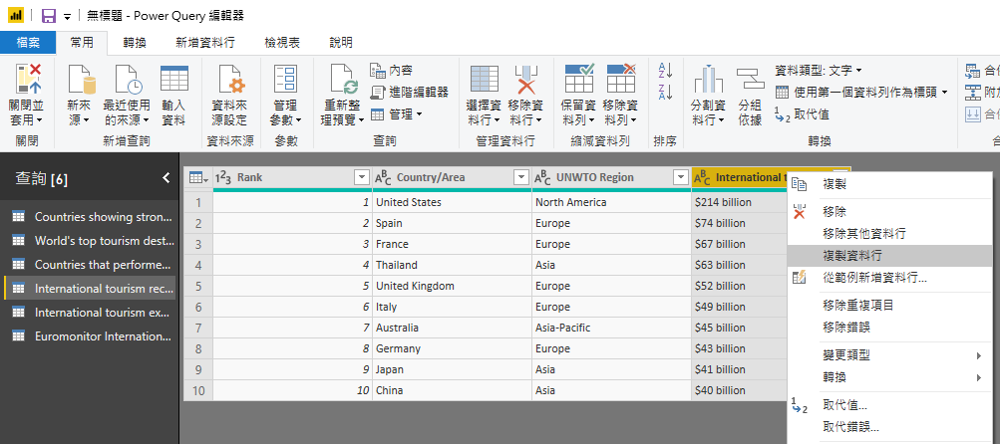 無標題 - Power Query 編輯器
檔案 常用 轉換 新增資料行 檢視表 說明
關閉並
套用
關閉
新來
源
最近使用
的來源
輸入
資料
新增查詢
資料來
源設定
資料來源
管理
參數
參數
重新整
理預覽
內容
進階編輯器
管理
查詢
選擇資
料行
移除資
料行
管理資料行
保留資
料列
移除資
料列
縮減資料列
排序
分割資
料行
分組
依據
資料類型: 文字
使用第一個資料列作為標頭
取代值
轉換
查詢 [6]
Countries showing stron...
World's top tourism dest...
Countries that performe...
International tourism rec...
International tourism ex...
Euromonitor Internation...
1²3 Rank ABC Country/Area ABC UNWTO Region ABC International t
1 1 United States North America $214 billion
2 2 Spain Europe $74 billion
3 3 France Europe $67 billion
4 4 Thailand Asia $63 billion
5 5 United Kingdom Europe $52 billion
6 6 Italy Europe $49 billion
7 7 Australia Asia-Pacific $45 billion
8 8 Germany Europe $43 billion
9 9 Japan Asia $41 billion
10 10 China Asia $40 billion
複製
移除
移除其他資料行
複製資料行
從範例新增資料行...
移除重複項目
移除錯誤
變更類型
轉換
取代值...
取代錯誤...